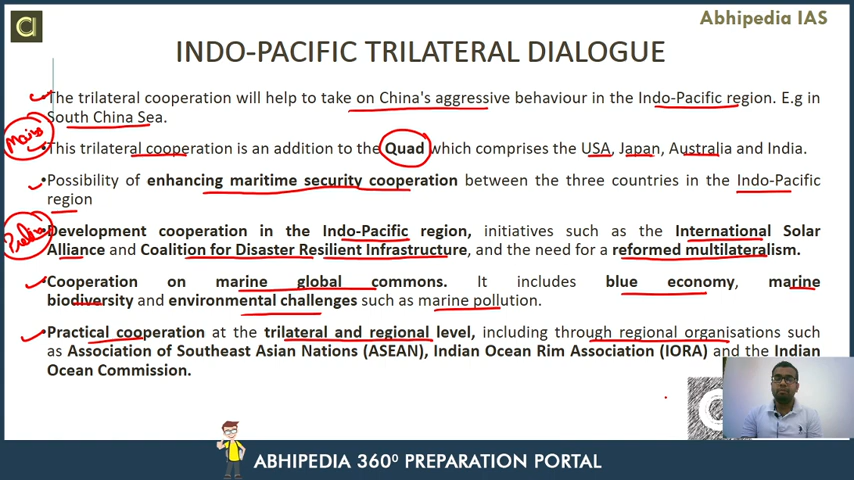 Abhipedia IAS
INDO-PACIFIC TRILATERAL DIALOGUE
The trilateral cooperation will help to take on China's aggressive behaviour in the Indo-Pacific region. E.g in
South China Sea.
Mains
•This trilateral cooperation is an addition to the Quad which comprises the USA, Japan, Australia and India.
•Possibility of enhancing maritime security cooperation between the three countries in the Indo-Pacific
region
Prelims
Development cooperation in the Indo-Pacific region, initiatives such as the International Solar
Alliance and Coalition for Disaster Resilient Infrastructure, and the need for a reformed multilateralism.
•Cooperation on marine global commons. It includes blue economy, marine
biodiversity and environmental challenges such as marine pollution.
•Practical cooperation at the trilateral and regional level, including through regional organisations such
as Association of Southeast Asian Nations (ASEAN), Indian Ocean Rim Association (IORA) and the Indian
Ocean Commission.
ABHIPEDIA 360⁰ PREPARATION PORTAL